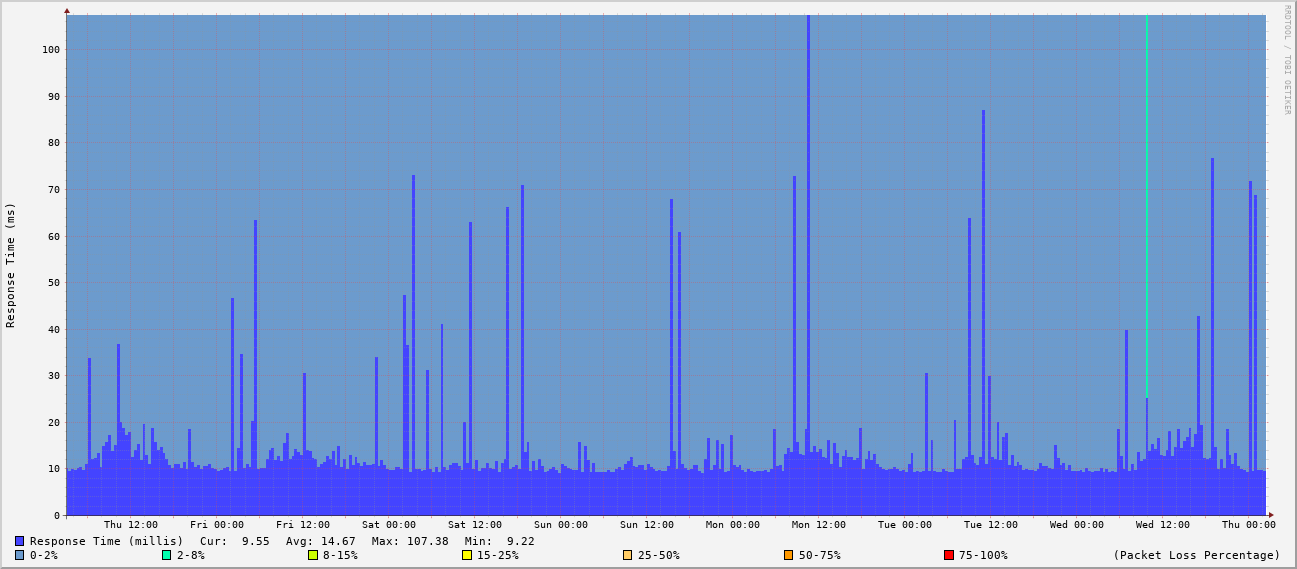 RRDTOOL / TOBI OETIKER
Response Time (ms)
100
90
80
70
60
50
40
30
20
10
0
Thu 12:00 Fri 00:00 Fri 12:00 Sat 00:00 Sat 12:00 Sun 00:00 Sun 12:00 Mon 00:00 Mon 12:00 Tue 00:00 Tue 12:00 Wed 00:00 Wed 12:00 Thu 00:00
Response Time (millis) Cur: 9.55 Avg: 14.67 Max: 107.38 Min: 9.22
0-2% 2-8% 8-15% 15-25% 25-50% 50-75% 75-100% (Packet Loss Percentage)